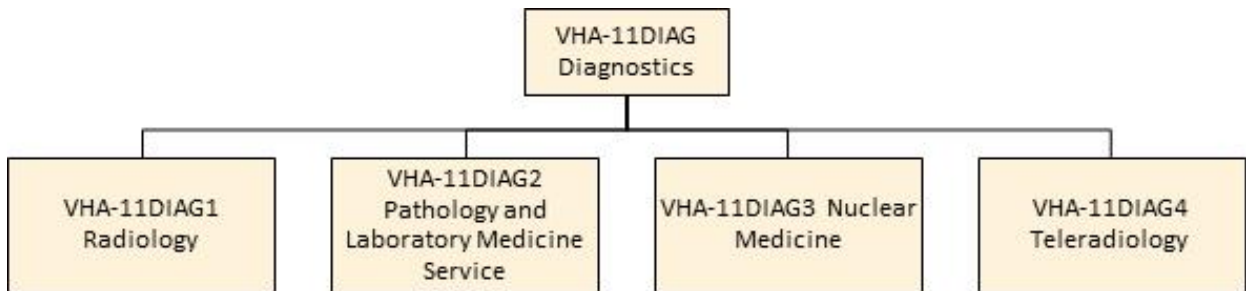 VHA-11DIAG
Diagnostics
VHA-11DIAG1
Radiology
VHA-11DIAG2
Pathology and
Laboratory Medicine
Service
VHA-11DIAG3 Nuclear
Medicine
VHA-11DIAG4
Teleradiology